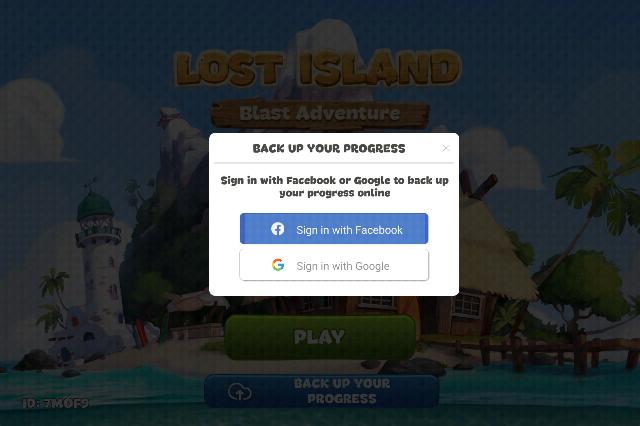 LOST ISLAND
Blast Adventure
BACK UP YOUR PROGRESS
Sign in with Facebook or Google to back up
your progress online
Sign in with Facebook
Sign in with Google
PLAY
BACK UP YOUR
PROGRESS
ID: 7MOF9